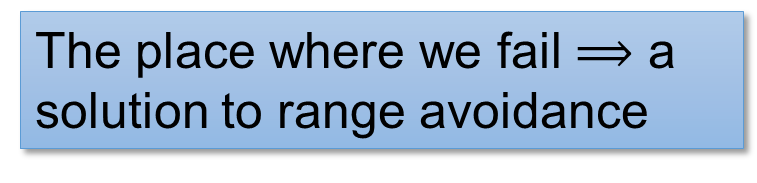 The place where we fail ⟹ a
solution to range avoidance